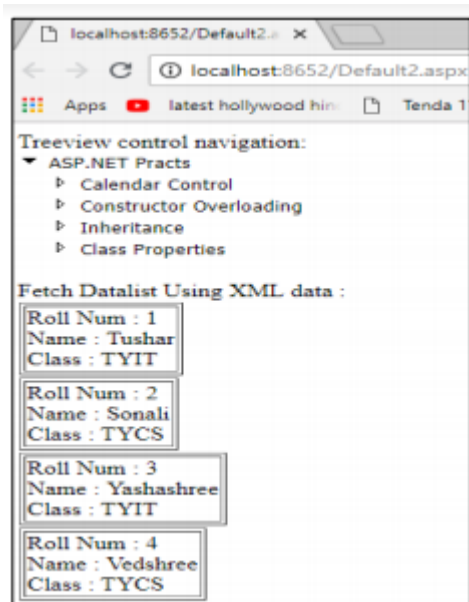 localhost:8652/Default2.a
localhost:8652/Default2.aspx
Apps latest hollywood hin Tenda 1
Treeview control navigation:
ASP.NET Practs
Calendar Control
Constructor Overloading
Inheritance
Class Properties
Fetch Datalist Using XML data :
Roll Num : 1
Name : Tushar
Class : TYIT
Roll Num : 2
Name : Sonali
Class : TYCS
Roll Num : 3
Name : Yashashree
Class : TYIT
Roll Num : 4
Name : Vedshree
Class : TYCS